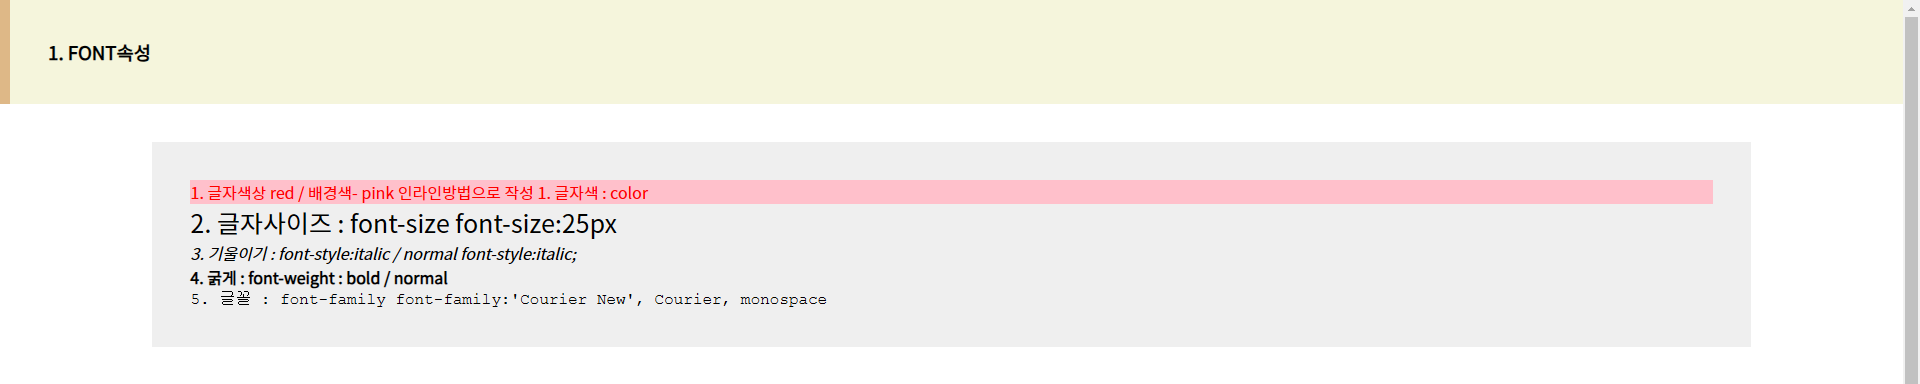 1. FONT속성
1. 글자색상 red / 배경색- pink 인라인방법으로 작성 1. 글자색 : color
2. 글자사이즈 : font-size font-size:25px
3. 기울이기 : font-style:italic / normal font-style:italic;
4. 굵게 : font-weight : bold / normal
5. 글꼴 : font-family font-family:'Courier New', Courier, monospace